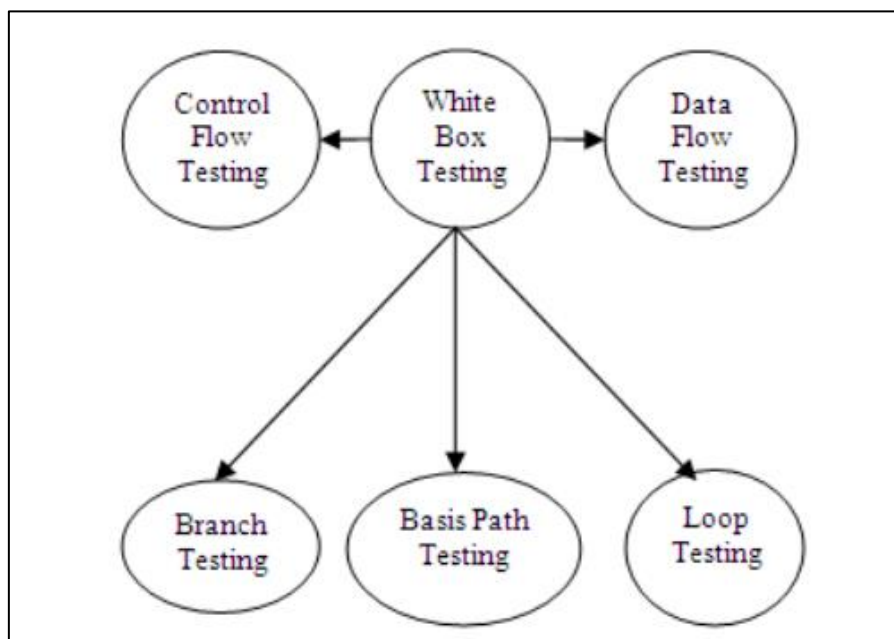 Control
Flow
Testing
White
Box
Testing
Data
Flow
Testing
Branch
Testing
Basis Path
Testing
Loop
Testing